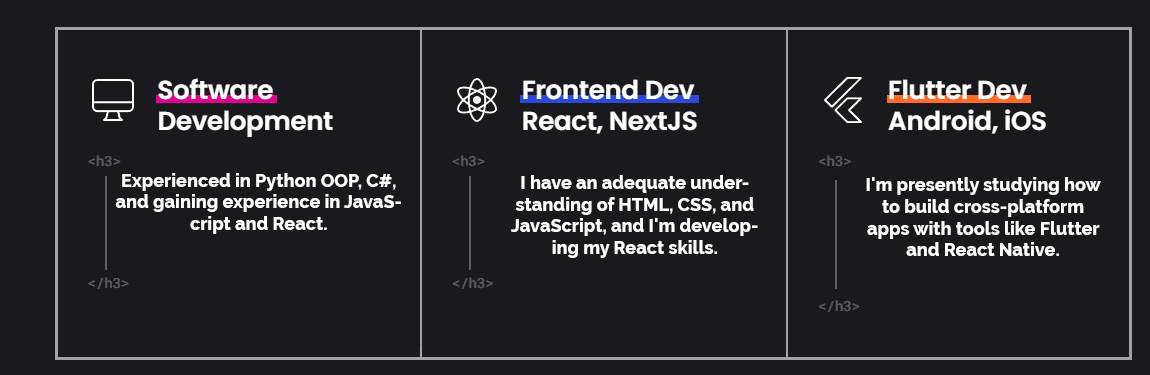 Software
Development
<h3>
Experienced in Python OOP, C#,
and gaining experience in JavaS-
cript and React.
</h3>
Frontend Dev
React, NextJS
<h3>
I have an adequate under-
standing of HTML, CSS, and
JavaScript, and I'm develop-
ing my React skills.
</h3>
Flutter Dev
Android, iOS
<h3>
I'm presently studying how
to build cross-platform
apps with tools like Flutter
and React Native.
</h3>